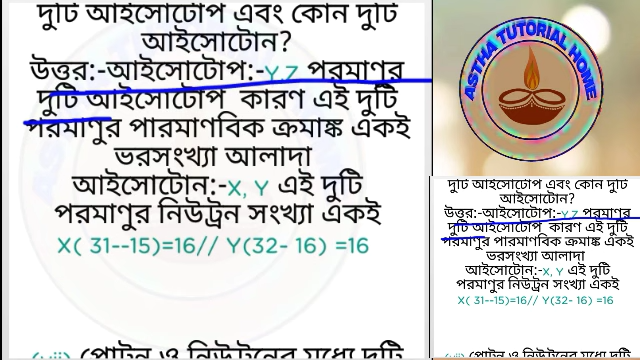 দুটি আইসোটোপ এবং কোন দুটি
আইসোটোন?
উত্তর:-আইসোটোপ:-Y,Z পরমাণুর
দুটি আইসোটোপ কারণ এই দুটি
পরমাণুর পারমাণবিক ক্রমাঙ্ক একই
ভরসংখ্যা আলাদা
আইসোটোন:-X, Y এই দুটি
পরমাণুর নিউট্রন সংখ্যা একই
X( 31--15)=16// Y(32- 16) =16
(vii) প্রোটন ও নিউট্রনের মধ্যে দুটি
ASTHA TUTORIAL HOME
দুটি আইসোটোপ এবং কোন দুটি
আইসোটোন?
উত্তর:-আইসোটোপ:-Y,Z পরমাণুর
দুটি আইসোটোপ কারণ এই দুটি
পরমাণুর পারমাণবিক ক্রমাঙ্ক একই
ভরসংখ্যা আলাদা
আইসোটোন:-X, Y এই দুটি
পরমাণুর নিউট্রন সংখ্যা একই
X( 31--15)=16// Y(32- 16) =16
(vii) প্রোটন ও নিউট্রনের মধ্যে দুটি